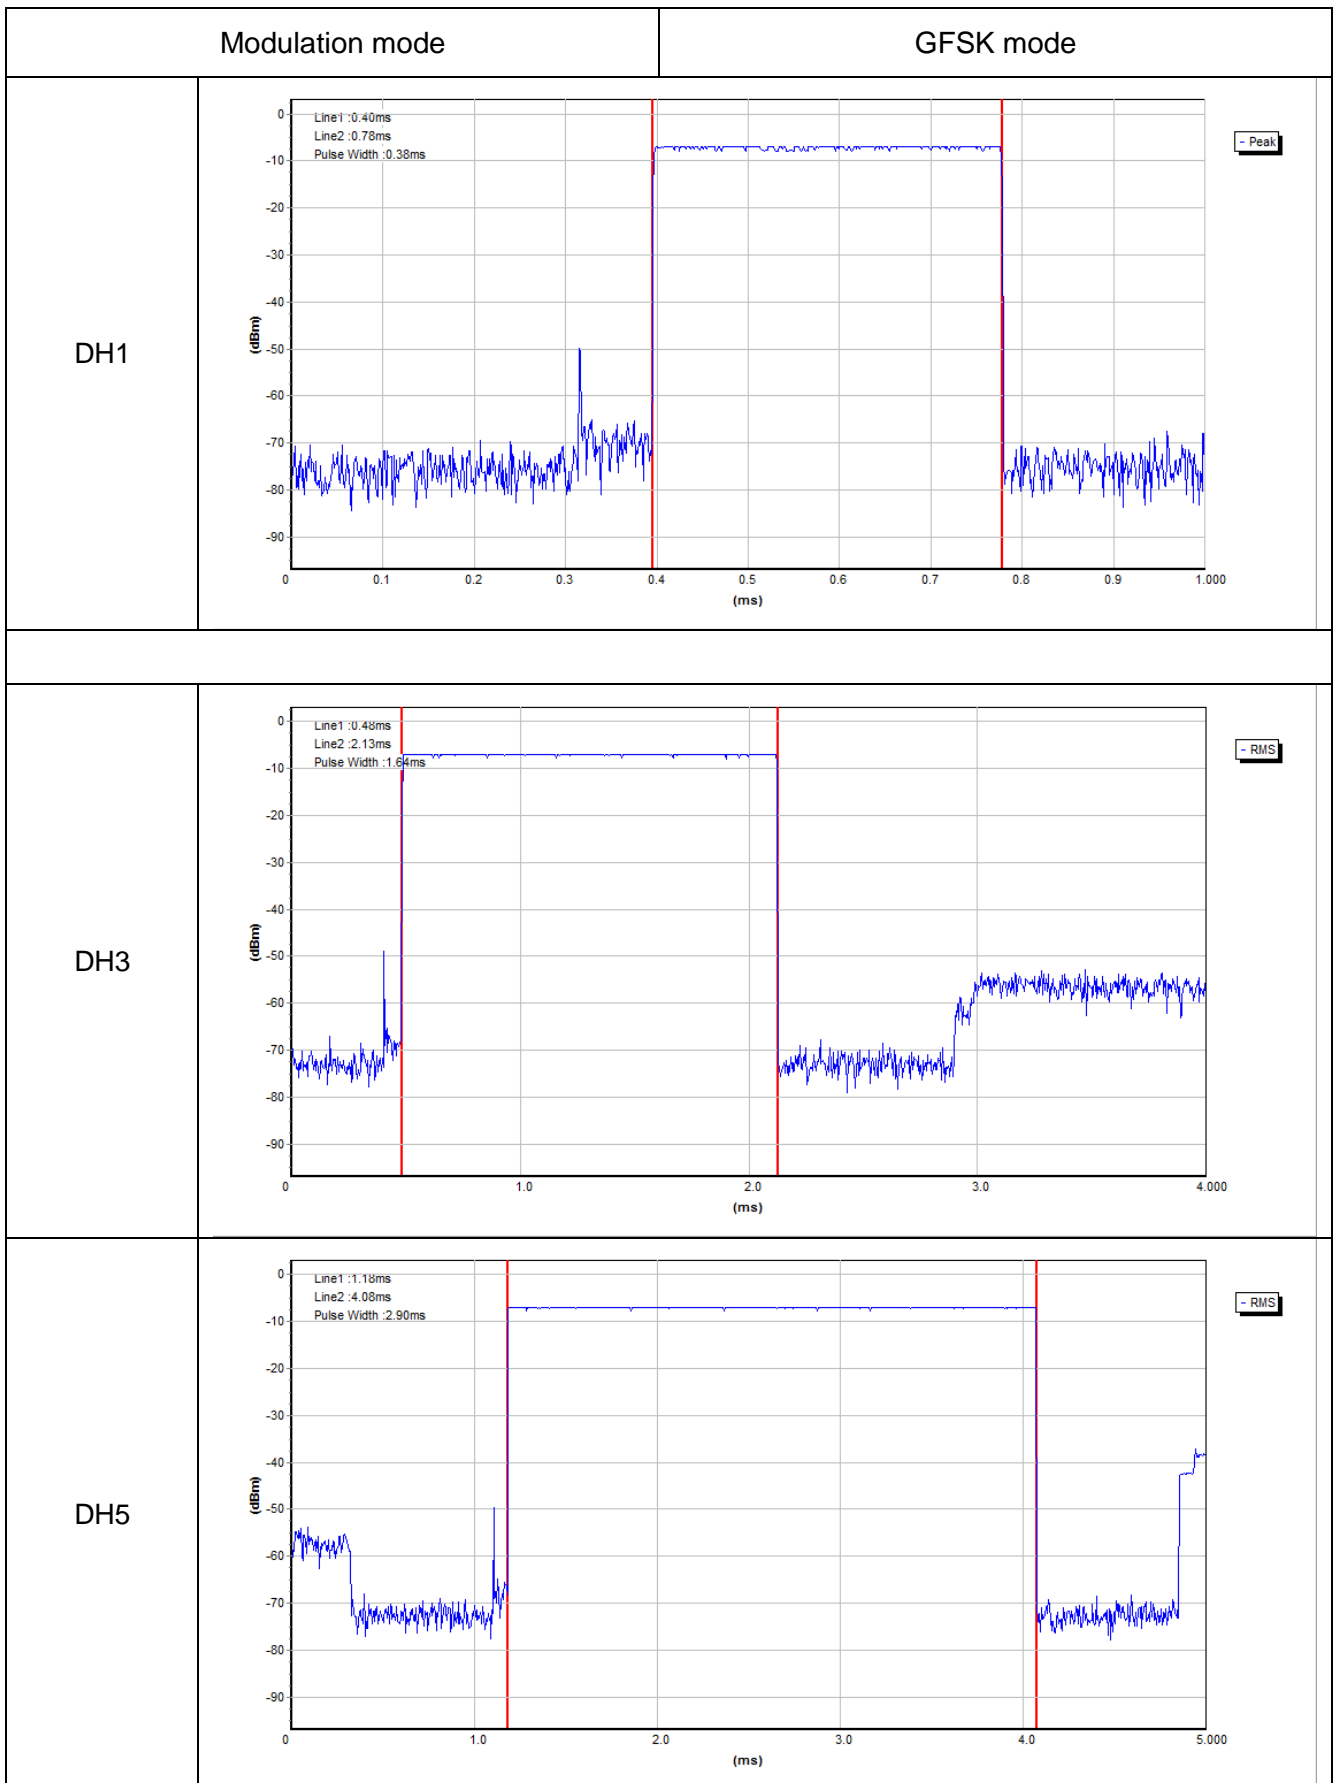 Modulation mode
GFSK mode
DH1
Line1 :0.40ms
Line2 :0.78ms
Pulse Width :0.38ms
- Peak
0
-10
-20
-30
-40
-50
-60
-70
-80
-90
(dBm)
0 0.1 0.2 0.3 0.4 0.5 0.6 0.7 0.8 0.9 1.000
(ms)
DH3
Line1 :0.48ms
Line2 :2.13ms
Pulse Width :1.64ms
- RMS
0
-10
-20
-30
-40
-50
-60
-70
-80
-90
(dBm)
0 1.0 2.0 3.0 4.000
(ms)
DH5
Line1 :1.18ms
Line2 :4.08ms
Pulse Width :2.90ms
- RMS
0
-10
-20
-30
-40
-50
-60
-70
-80
-90
(dBm)
0 1.0 2.0 3.0 4.0 5.000
(ms)